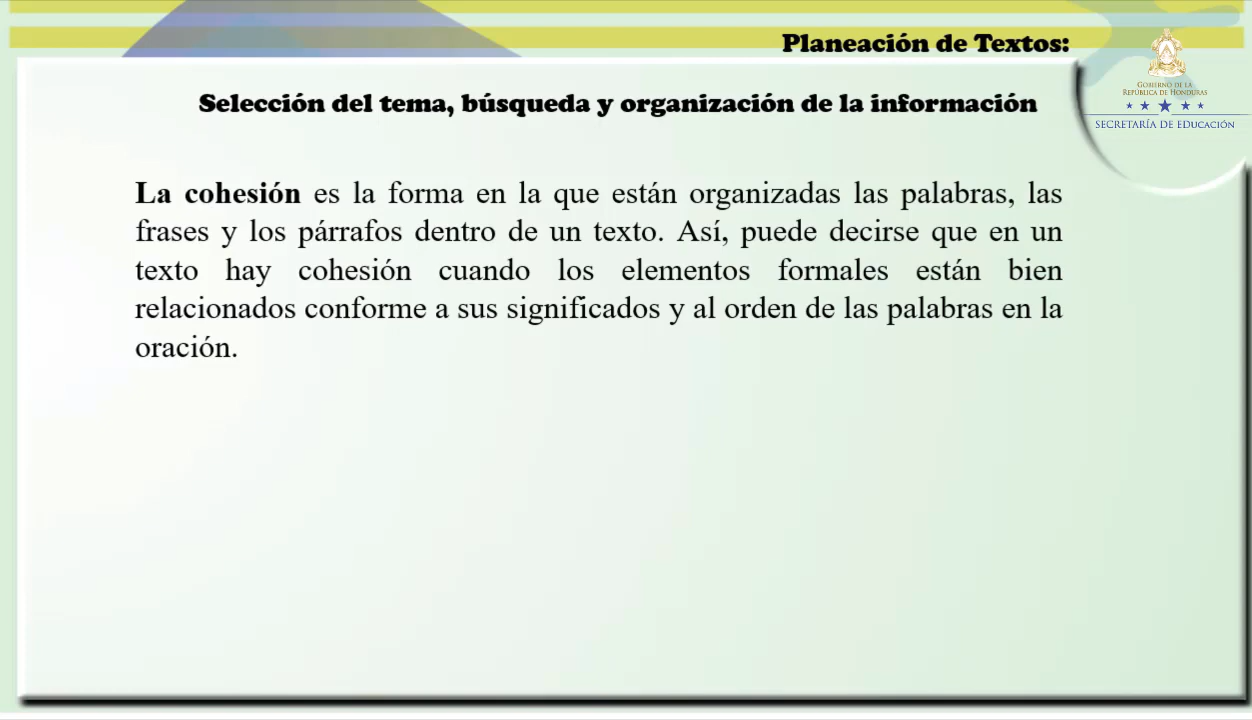 Planeación de Textos:
GOBIERNO DE LA
REPÚBLICA DE HONDURAS
SECRETARÍA DE EDUCACIÓN
Selección del tema, búsqueda y organización de la información
La cohesión es la forma en la que están organizadas las palabras, las
frases y los párrafos dentro de un texto. Así, puede decirse que en un
texto hay cohesión cuando los elementos formales están bien
relacionados conforme a sus significados y al orden de las palabras en la
oración.